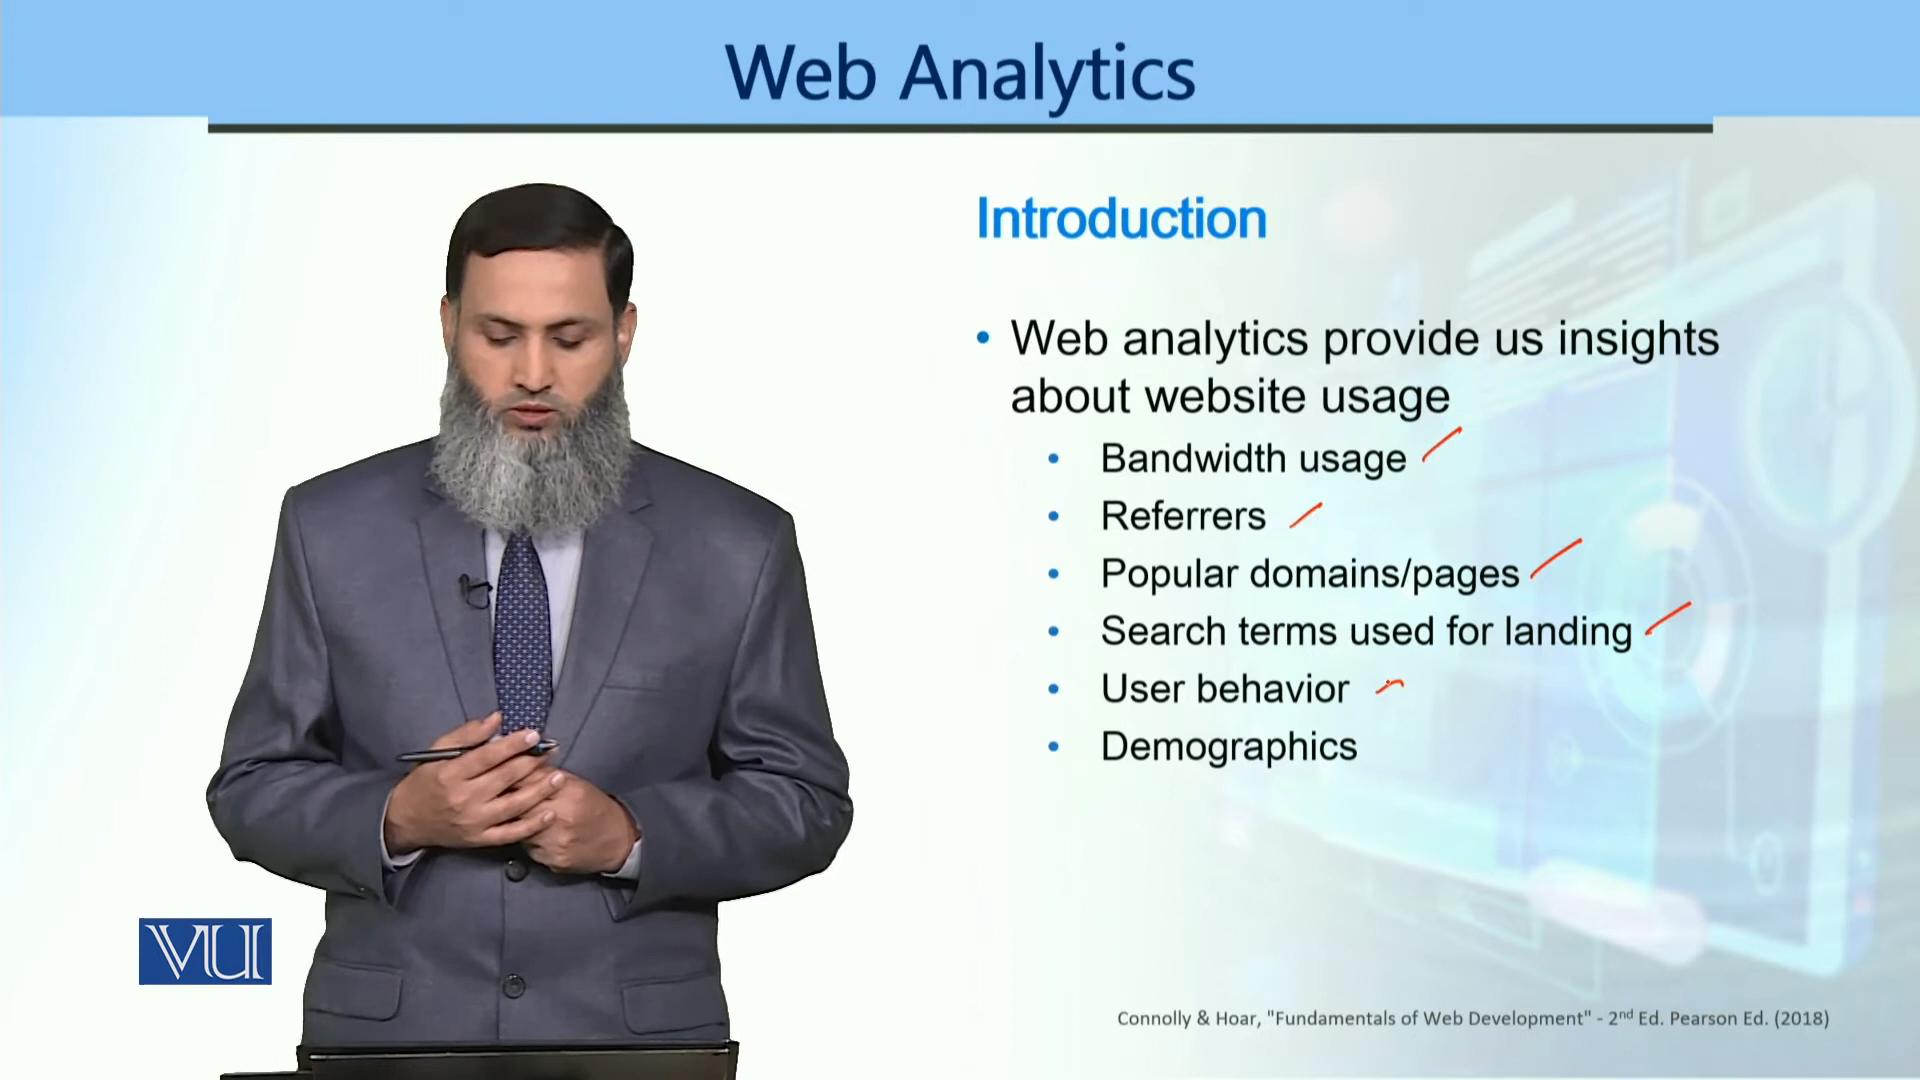 Web Analytics
Introduction
• Web analytics provide us insights
about website usage
• Bandwidth usage
• Referrers
• Popular domains/pages
• Search terms used for landing
• User behavior
• Demographics
VU
Connolly & Hoar, "Fundamentals of Web Development" - 2nd Ed. Pearson Ed. (2018)